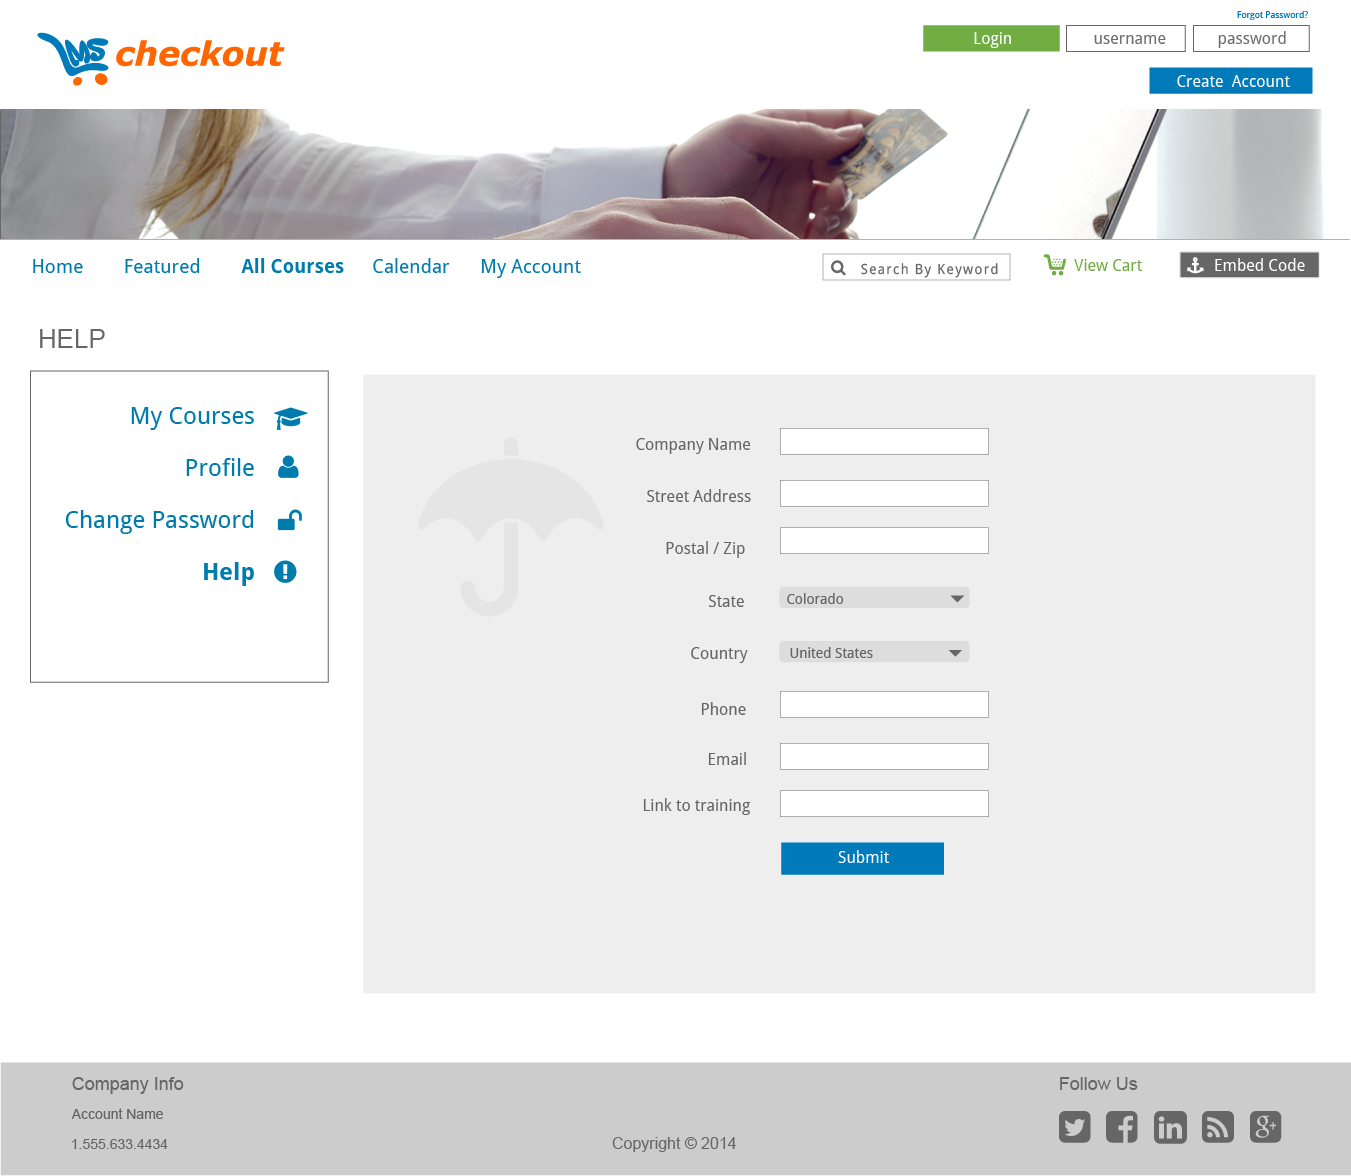 Forgot Password?
LMS checkout
Login
username
password
Create Account
Home
Featured
All Courses
Calendar
My Account
Search By Keyword
View Cart
Embed Code
HELP
My Courses
Profile
Change Password
Help
Company Name
Street Address
Postal / Zip
State
Colorado
Country
United States
Phone
Email
Link to training
Submit
Company Info
Account Name
1.555.633.4434
Copyright © 2014
Follow Us